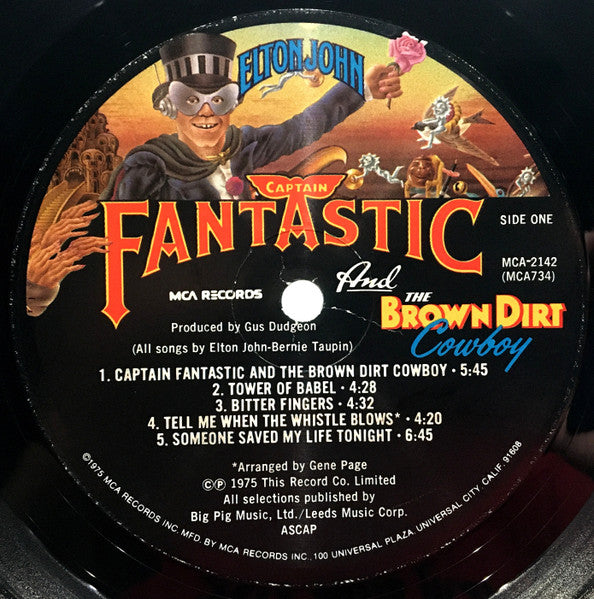 ELTON JOHN
CAPTAIN
FANTASTIC
SIDE ONE
MCA-2142
(MCA734)
MCA RECORDS
And
THE
BROWN DIRT
Cowboy
Produced by Gus Dudgeon
(All songs by Elton John-Bernie Taupin)
1. CAPTAIN FANTASTIC AND THE BROWN DIRT COWBOY · 5:45
2. TOWER OF BABEL · 4:28
3. BITTER FINGERS · 4:32
4. TELL ME WHEN THE WHISTLE BLOWS* · 4:20
5. SOMEONE SAVED MY LIFE TONIGHT · 6:45
*Arranged by Gene Page
©Ⓟ 1975 This Record Co. Limited
All selections published by
Big Pig Music, Ltd./Leeds Music Corp.
ASCAP
©1975 MCA RECORDS INC. MFD. BY MCA RECORDS INC., 100 UNIVERSAL PLAZA, UNIVERSAL CITY, CALIF. 91608